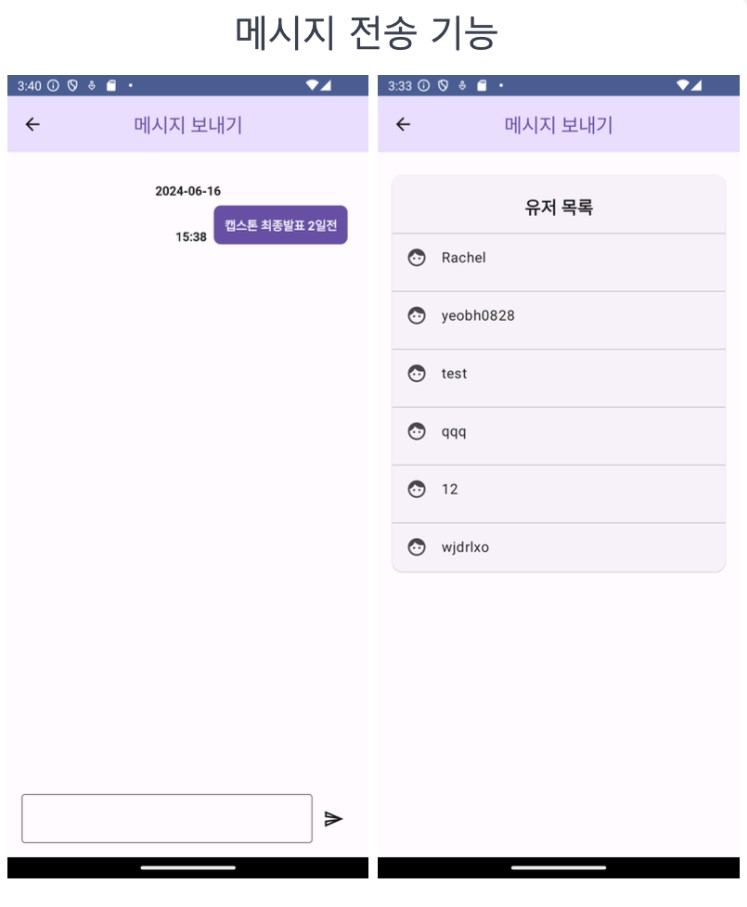 메시지 전송 기능
3:40
메시지 보내기
2024-06-16
캡스톤 최종발표 2일전
15:38
3:33
메시지 보내기
유저 목록
Rachel
yeobh0828
test
qqq
12
wjdrlxo